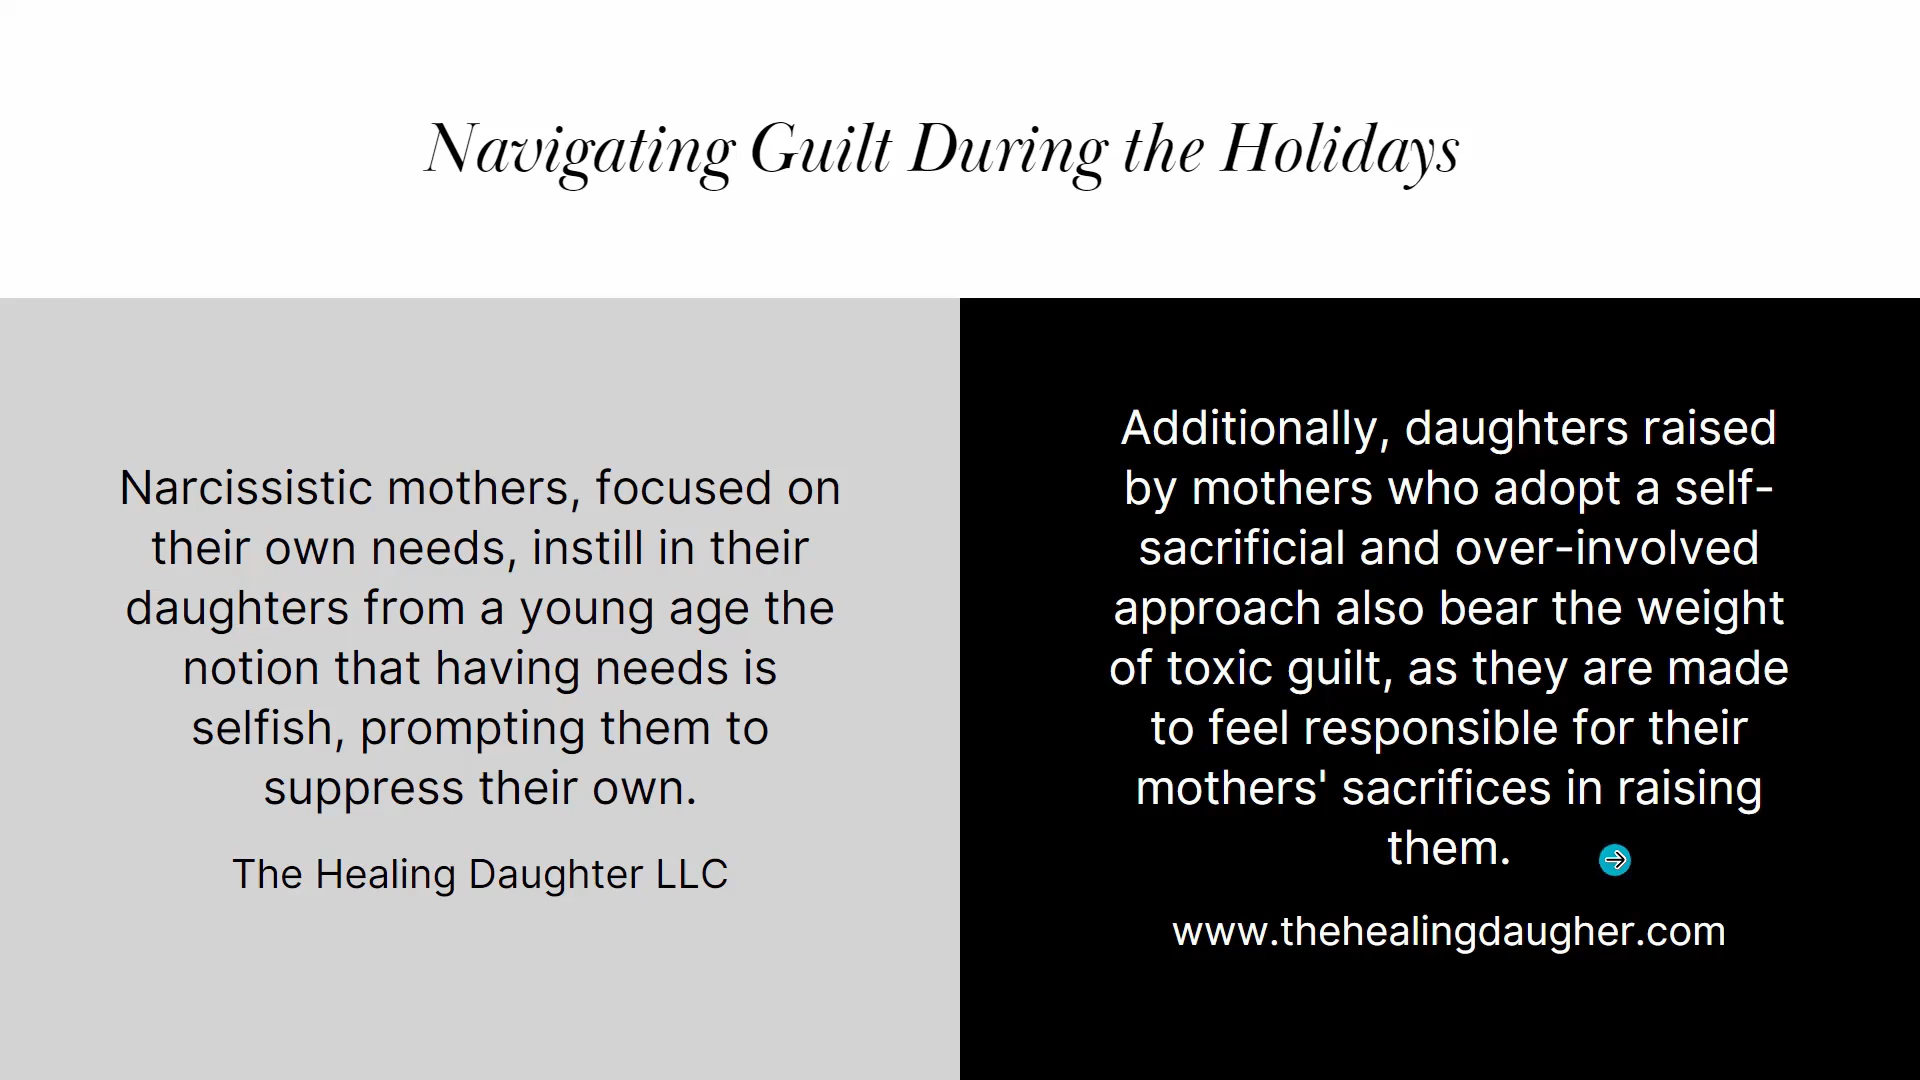 Navigating Guilt During the Holidays
Narcissistic mothers, focused on
their own needs, instill in their
daughters from a young age the
notion that having needs is
selfish, prompting them to
suppress their own.
The Healing Daughter LLC
Additionally, daughters raised
by mothers who adopt a self-
sacrificial and over-involved
approach also bear the weight
of toxic guilt, as they are made
to feel responsible for their
mothers' sacrifices in raising
them.
www.thehealingdaugher.com